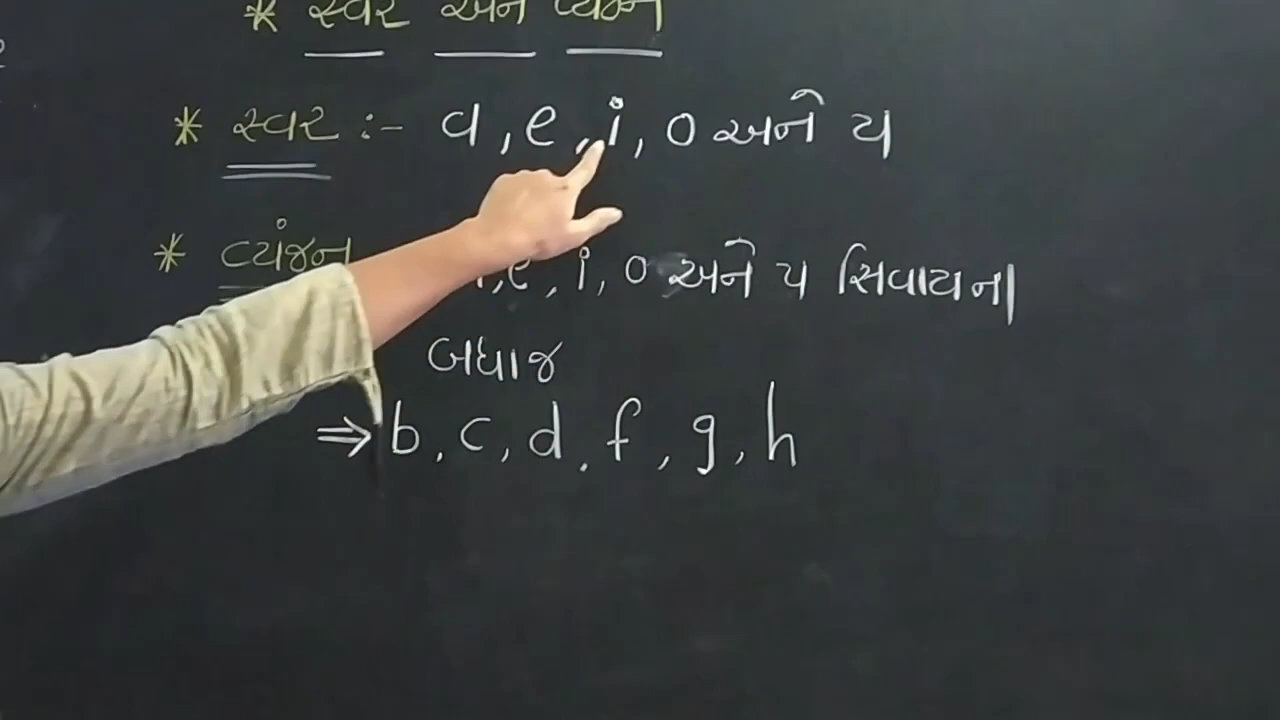 * સ્વર અને વ્યંજન
* સ્વર :- a, e, i, o અને u
* વ્યંજન , e, i, o અને u સિવાયના
બધાજ
⇒ b, c, d, f, g, h